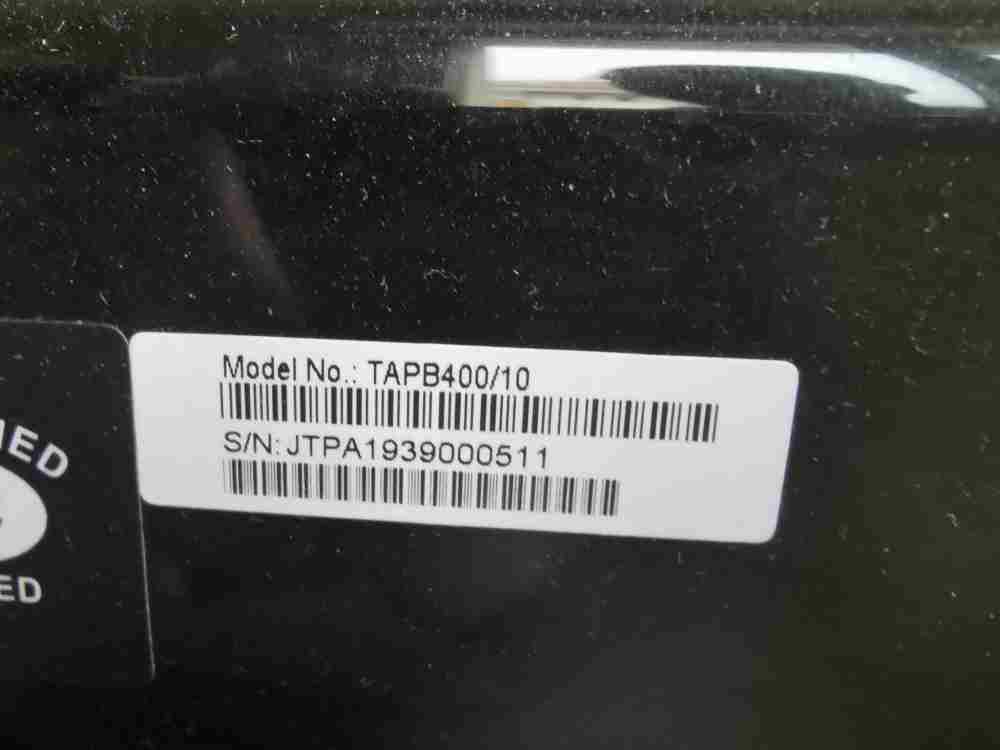 Model No.: TAPB400/10
S/N: JTPA1939000511